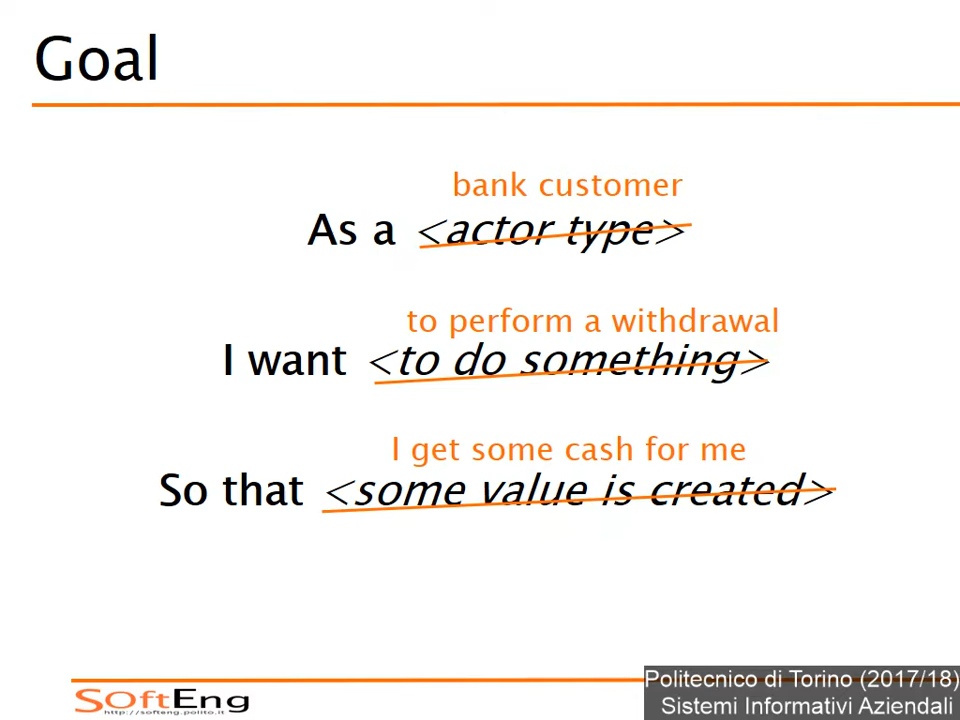 Goal
bank customer
As a <actor type>
to perform a withdrawal
I want <to do something>
I get some cash for me
So that <some value is created>
SOftEng
http://softeng.polito.it
Politecnico di Torino (2017/18)
Sistemi Informativi Aziendali